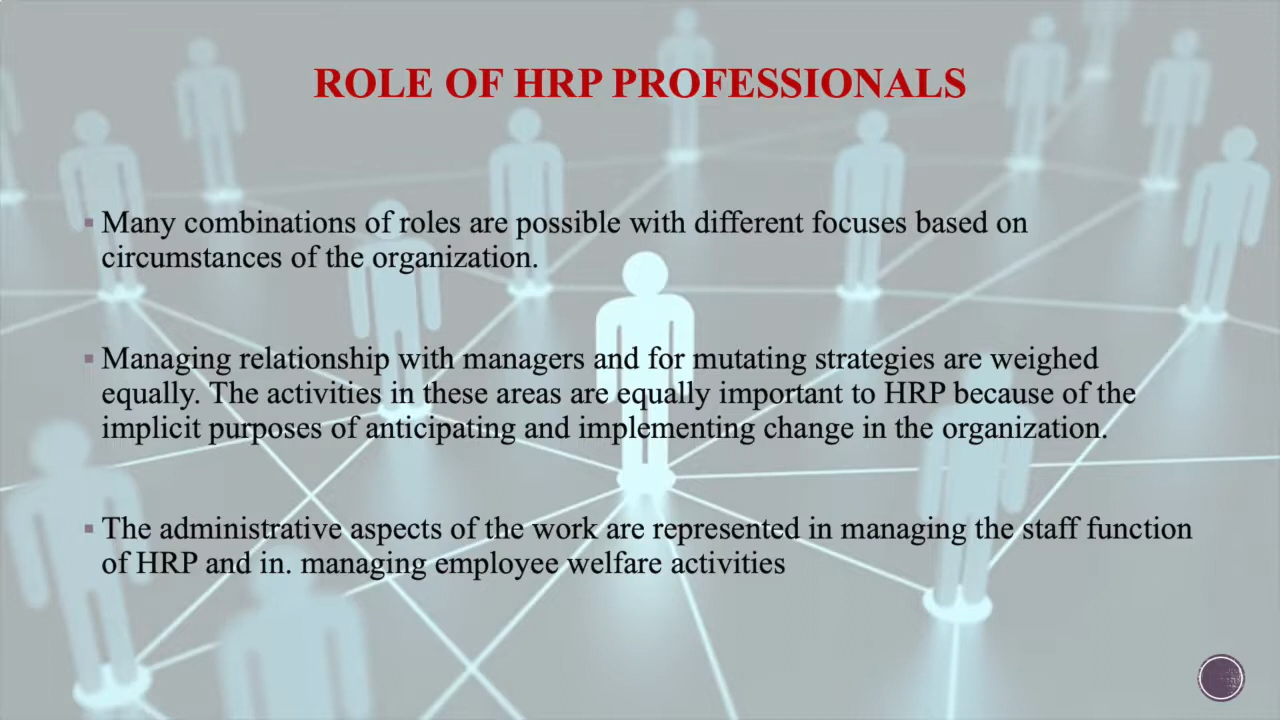 ROLE OF HRP PROFESSIONALS
▪ Many combinations of roles are possible with different focuses based on
circumstances of the organization.
▪ Managing relationship with managers and for mutating strategies are weighed
equally. The activities in these areas are equally important to HRP because of the
implicit purposes of anticipating and implementing change in the organization.
▪ The administrative aspects of the work are represented in managing the staff function
of HRP and in. managing employee welfare activities